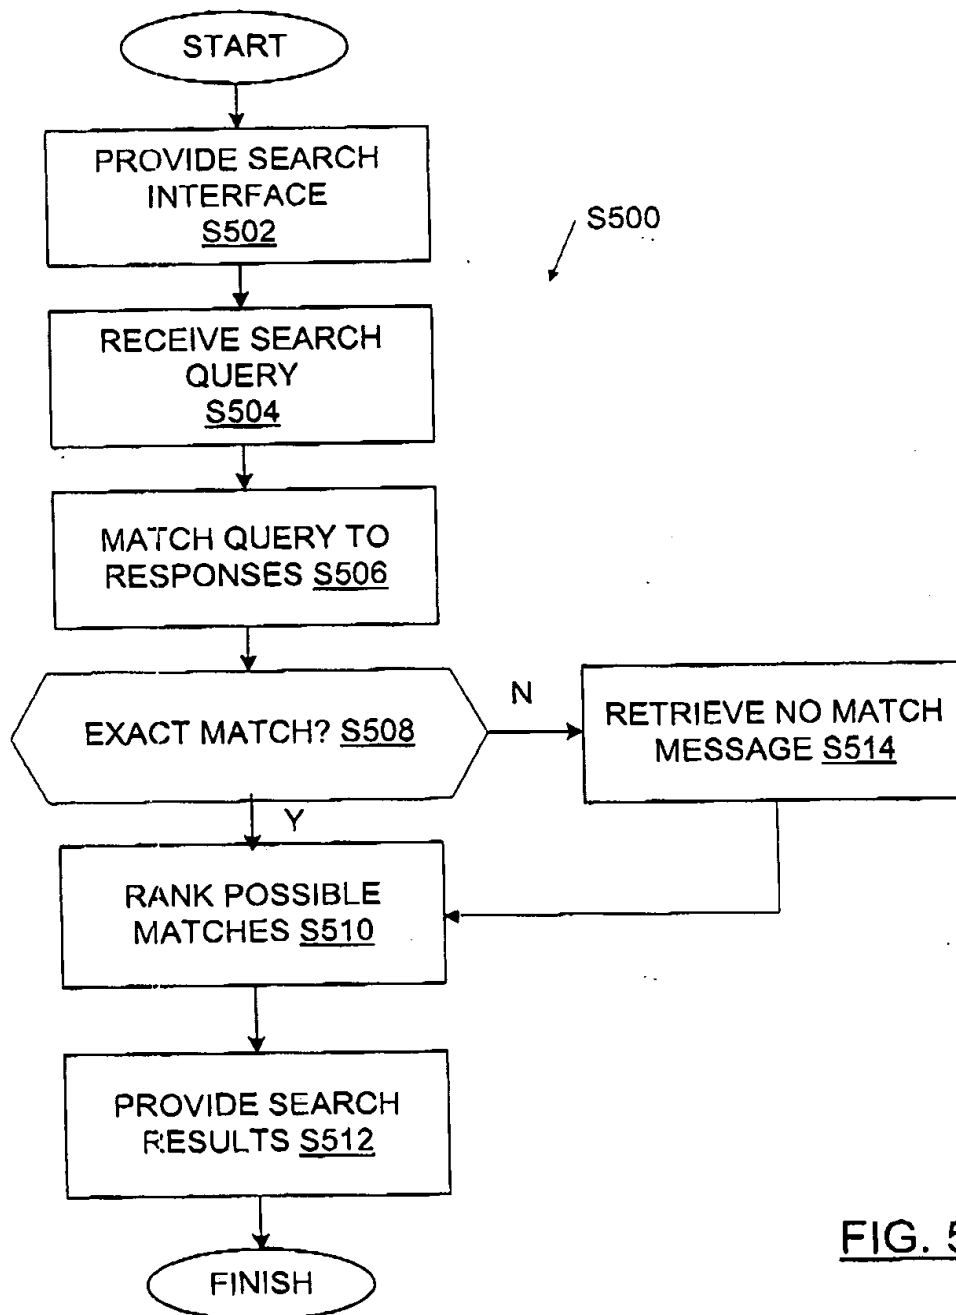 START
PROVIDE SEARCH
INTERFACE
S502
S500
RECEIVE SEARCH
QUERY
S504
MATCH QUERY TO
RESPONSES S506
EXACT MATCH? S508
N
RETRIEVE NO MATCH
MESSAGE S514
Y
RANK POSSIBLE
MATCHES S510
PROVIDE SEARCH
RESULTS S512
FINISH
FIG. 5